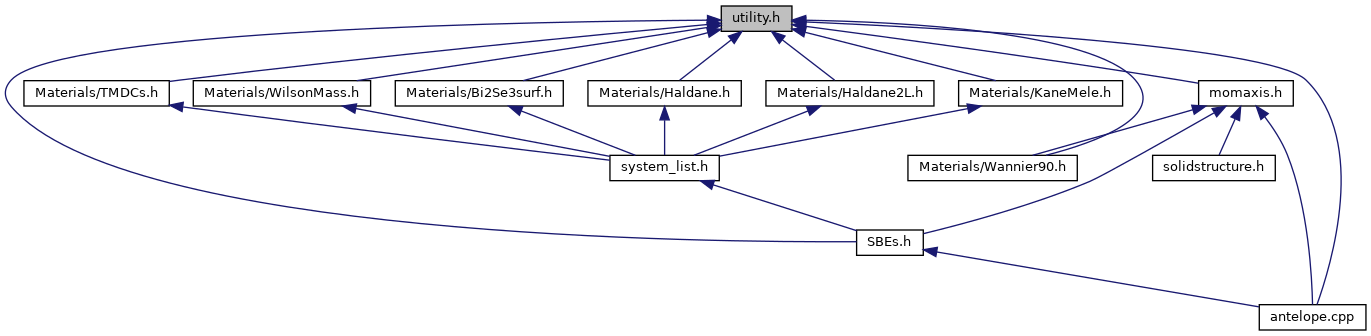 utility.h
Materials/TMDCs.h
Materials/WilsonMass.h
Materials/Bi2Se3surf.h
Materials/Haldane.h
Materials/Haldane2L.h
Materials/KaneMele.h
momaxis.h
system_list.h
Materials/Wannier90.h
solidstructure.h
SBEs.h
antelope.cpp